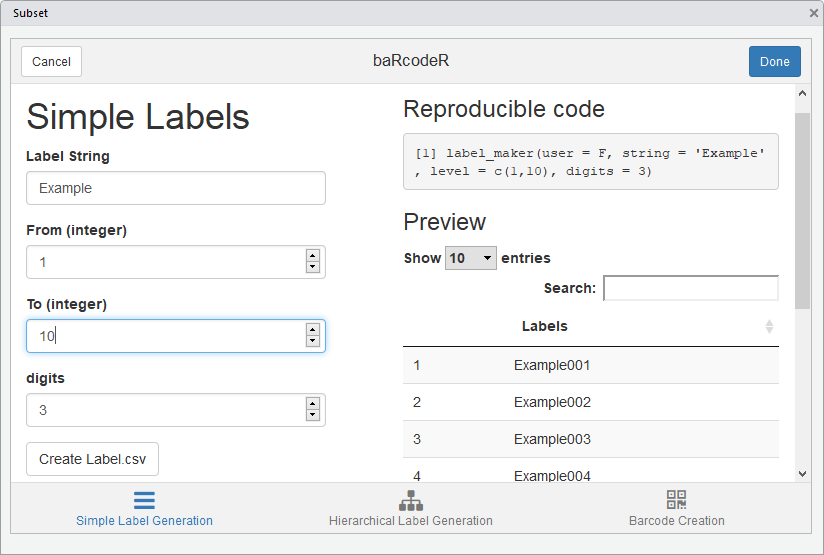 Subset
Cancel
baRcodeR
Done
Simple Labels
Label String
Example
From (integer)
1
To (integer)
10
digits
3
Create Label.csv
Reproducible code
[1] label_maker(user = F, string = 'Example'
, level = c(1,10), digits = 3)
Preview
Show 10 entries
Search:
Labels
1 Example001
2 Example002
3 Example003
4 Example004
Simple Label Generation
Hierarchical Label Generation
Barcode Creation